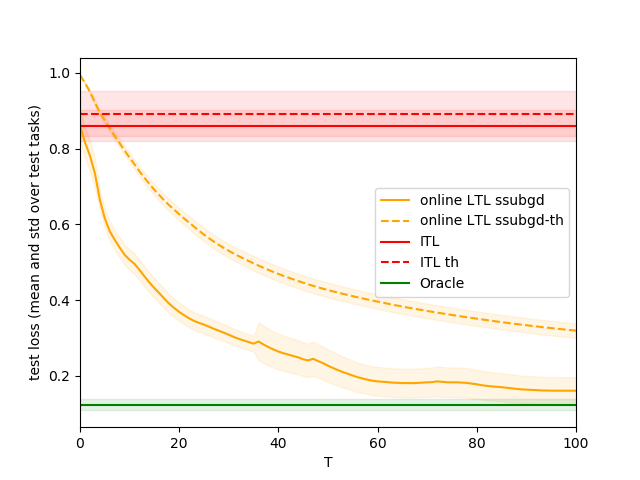 1.0
0.8
0.6
0.4
0.2
test loss (mean and std over test tasks)
online LTL ssubgd
online LTL ssubgd-th
ITL
ITL th
Oracle
0 20 40 60 80 100
T